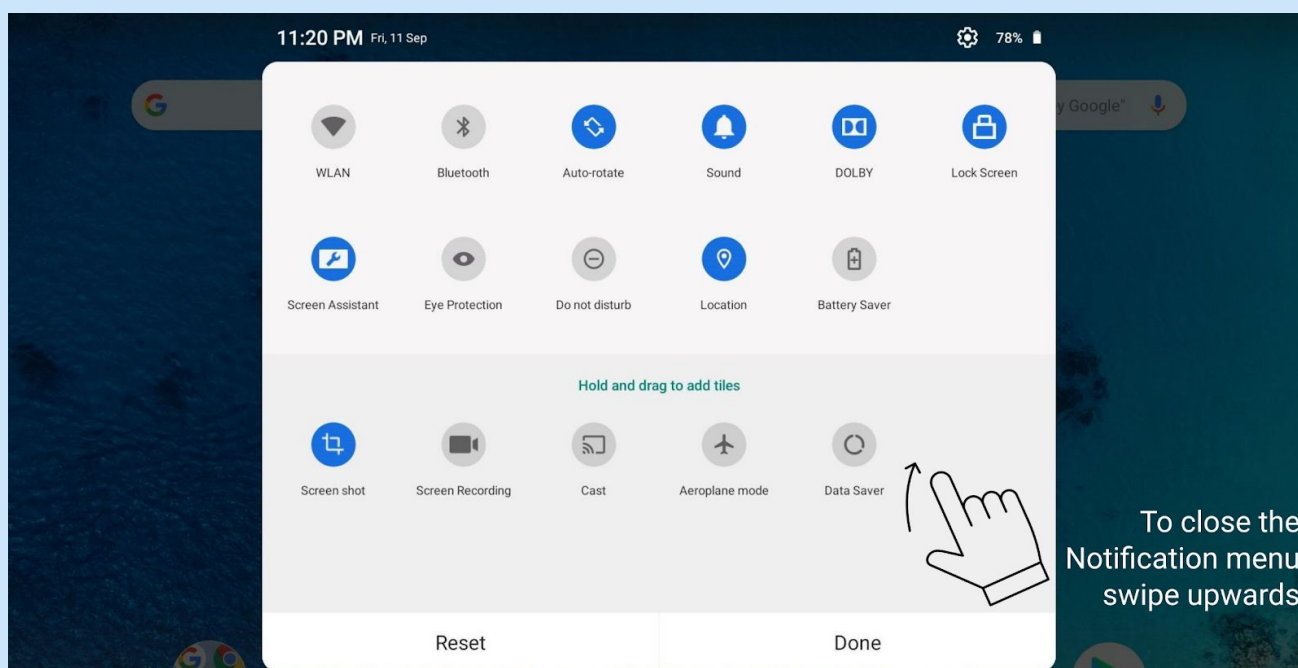 11:20 PM Fri, 11 Sep 78%
G y Google"
WLAN Bluetooth Auto-rotate Sound DOLBY Lock Screen
Screen Assistant Eye Protection Do not disturb Location Battery Saver
Hold and drag to add tiles
Screen shot Screen Recording Cast Aeroplane mode Data Saver
To close the
Notification menu
swipe upwards
Reset Done